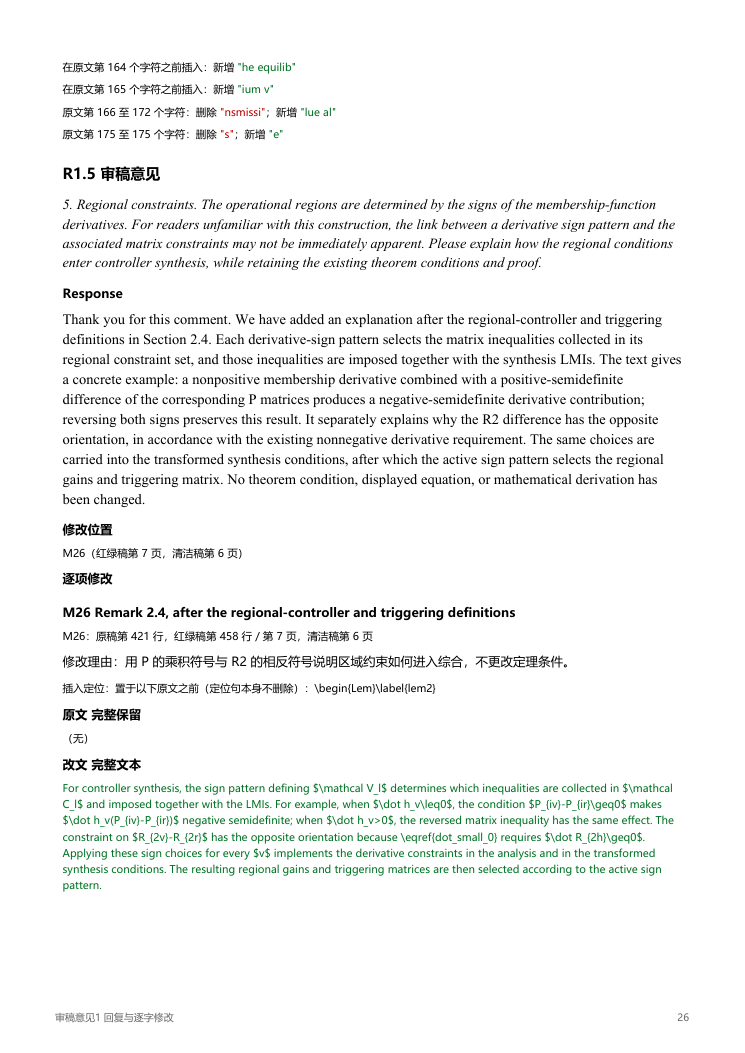 在原文第 164 个字符之前插入：新增 "he equilib"
在原文第 165 个字符之前插入：新增 "ium v"
原文第 166 至 172 个字符：删除 "nsmissi"；新增 "lue al"
原文第 175 至 175 个字符：删除 "s"；新增 "e"
R1.5 审稿意见
5. Regional constraints. The operational regions are determined by the signs of the membership-function
derivatives. For readers unfamiliar with this construction, the link between a derivative sign pattern and the
associated matrix constraints may not be immediately apparent. Please explain how the regional conditions
enter controller synthesis, while retaining the existing theorem conditions and proof.
Response
Thank you for this comment. We have added an explanation after the regional-controller and triggering
definitions in Section 2.4. Each derivative-sign pattern selects the matrix inequalities collected in its
regional constraint set, and those inequalities are imposed together with the synthesis LMIs. The text gives
a concrete example: a nonpositive membership derivative combined with a positive-semidefinite
difference of the corresponding P matrices produces a negative-semidefinite derivative contribution;
reversing both signs preserves this result. It separately explains why the R2 difference has the opposite
orientation, in accordance with the existing nonnegative derivative requirement. The same choices are
carried into the transformed synthesis conditions, after which the active sign pattern selects the regional
gains and triggering matrix. No theorem condition, displayed equation, or mathematical derivation has
been changed.
修改位置
M26（红绿稿第 7 页，清洁稿第 6 页）
逐项修改
M26 Remark 2.4, after the regional-controller and triggering definitions
M26：原稿第 421 行，红绿稿第 458 行 / 第 7 页，清洁稿第 6 页
修改理由：用 P 的乘积符号与 R2 的相反符号说明区域约束如何进入综合，不更改定理条件。
插入定位：置于以下原文之前（定位句本身不删除）：\begin{Lem}\label{lem2}
原文 完整保留
（无）
改文 完整文本
For controller synthesis, the sign pattern defining $\mathcal V_l$ determines which inequalities are collected in $\mathcal
C_l$ and imposed together with the LMIs. For example, when $\dot h_v\leq0$, the condition $P_{iv}-P_{ir}\geq0$ makes
$\dot h_v(P_{iv}-P_{ir})$ negative semidefinite; when $\dot h_v>0$, the reversed matrix inequality has the same effect. The
constraint on $R_{2v}-R_{2r}$ has the opposite orientation because \eqref{dot_small_0} requires $\dot R_{2h}\geq0$.
Applying these sign choices for every $v$ implements the derivative constraints in the analysis and in the transformed
synthesis conditions. The resulting regional gains and triggering matrices are then selected according to the active sign
pattern.
审稿意见1 回复与逐字修改
26